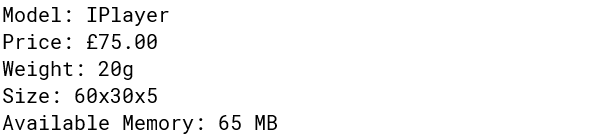 Model: IPlayer
Price: £75.00
Weight: 20g
Size: 60x30x5
Available Memory: 65 MB